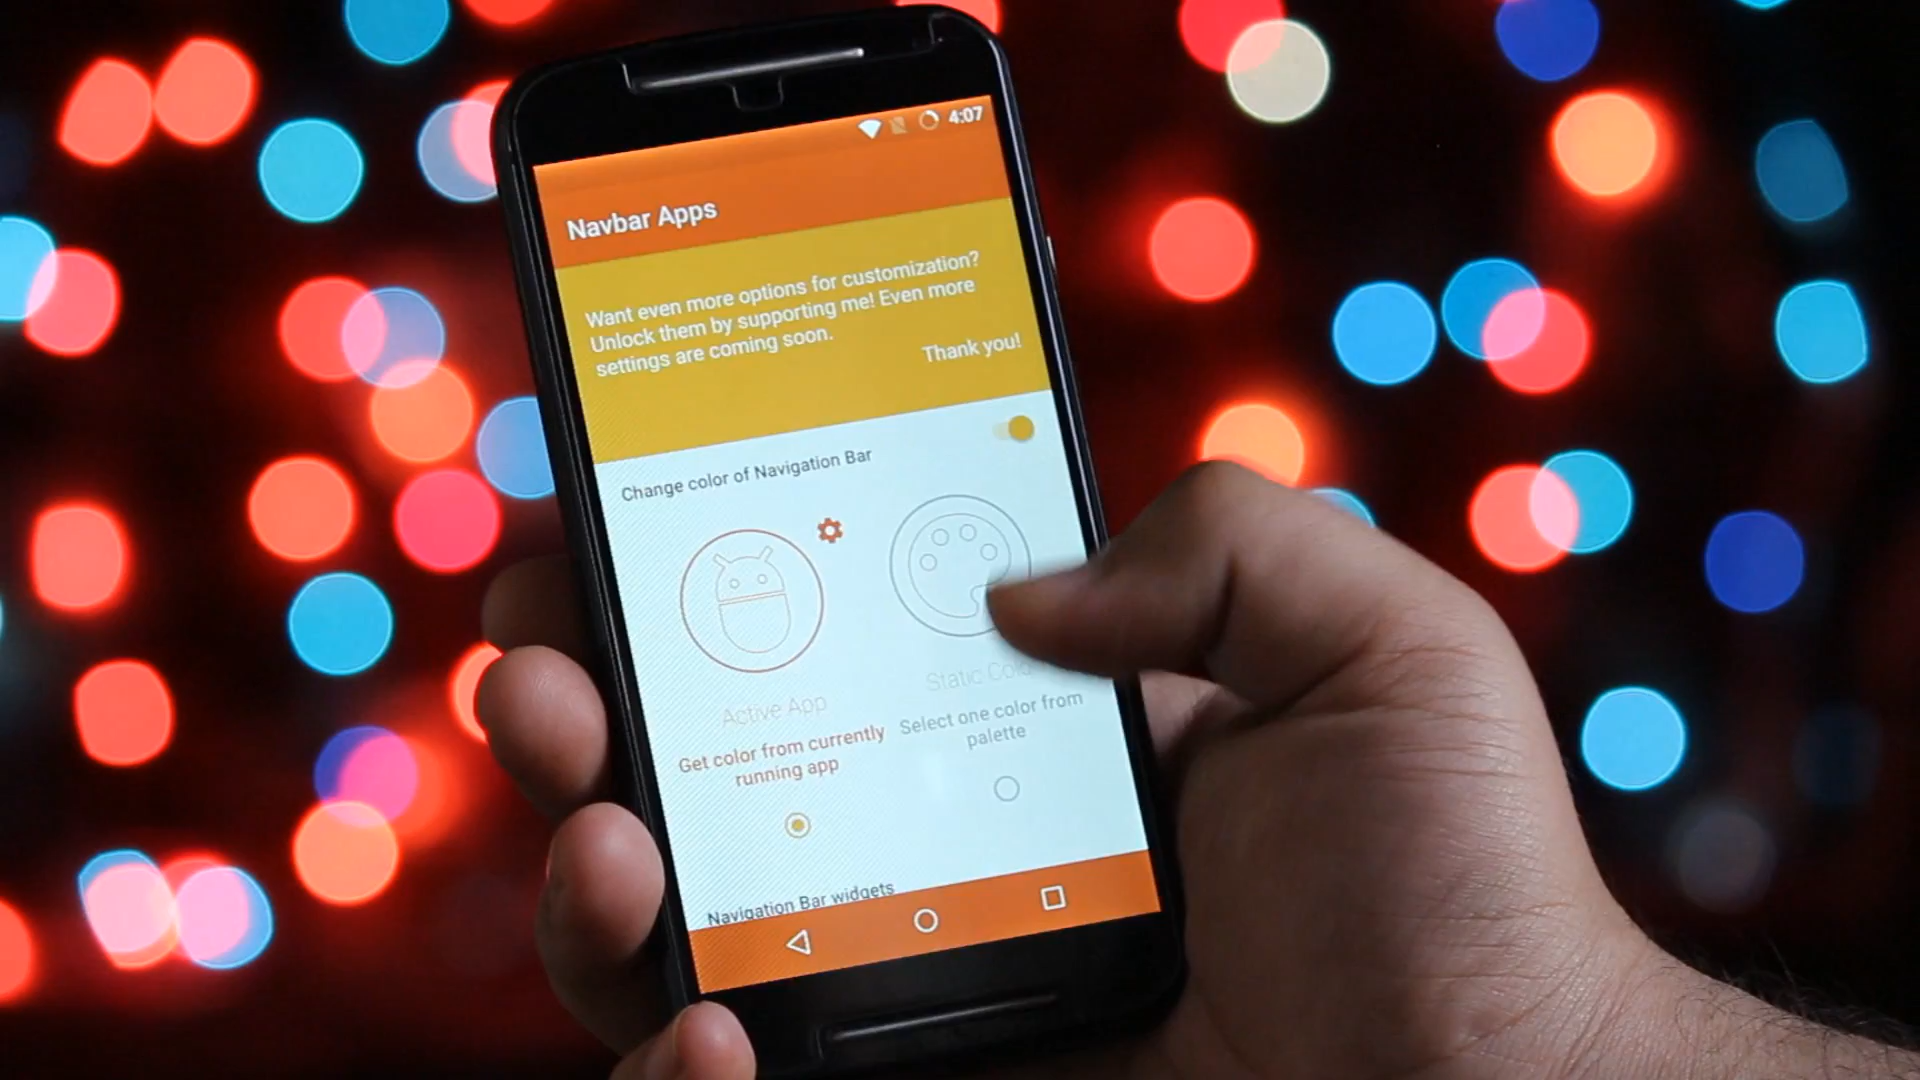 4:07
Navbar Apps
Want even more options for customization?
Unlock them by supporting me! Even more
settings are coming soon.
Thank you!
Change color of Navigation Bar
Active App
Get color from currently
running app
Static
Select one color from
palette
Navigation Bar widgets